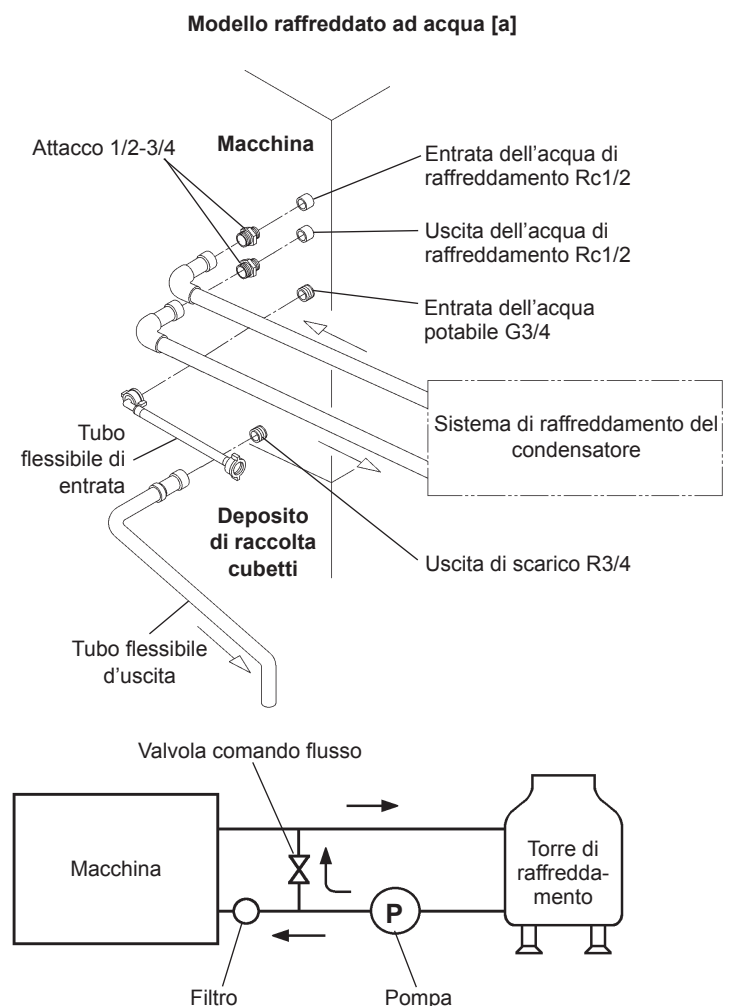 Modello raffreddato ad acqua [a]
Attacco 1/2-3/4
Macchina
Entrata dell'acqua di
raffreddamento Rc1/2
Uscita dell'acqua di
raffreddamento Rc1/2
Entrata dell'acqua
potabile G3/4
Sistema di raffreddamento del
condensatore
Tubo
flessibile di
entrata
Deposito
di raccolta
cubetti
Uscita di scarico R3/4
Tubo flessibile
d'uscita
Valvola comando flusso
Macchina
Torre di
raffredda-
mento
P
Filtro
Pompa